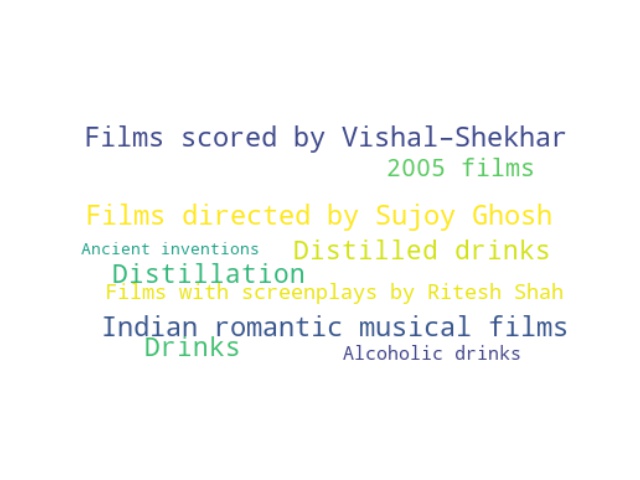 Films scored by Vishal–Shekhar
2005 films
Films directed by Sujoy Ghosh
Ancient inventions
Distilled drinks
Distillation
Films with screenplays by Ritesh Shah
Indian romantic musical films
Drinks
Alcoholic drinks